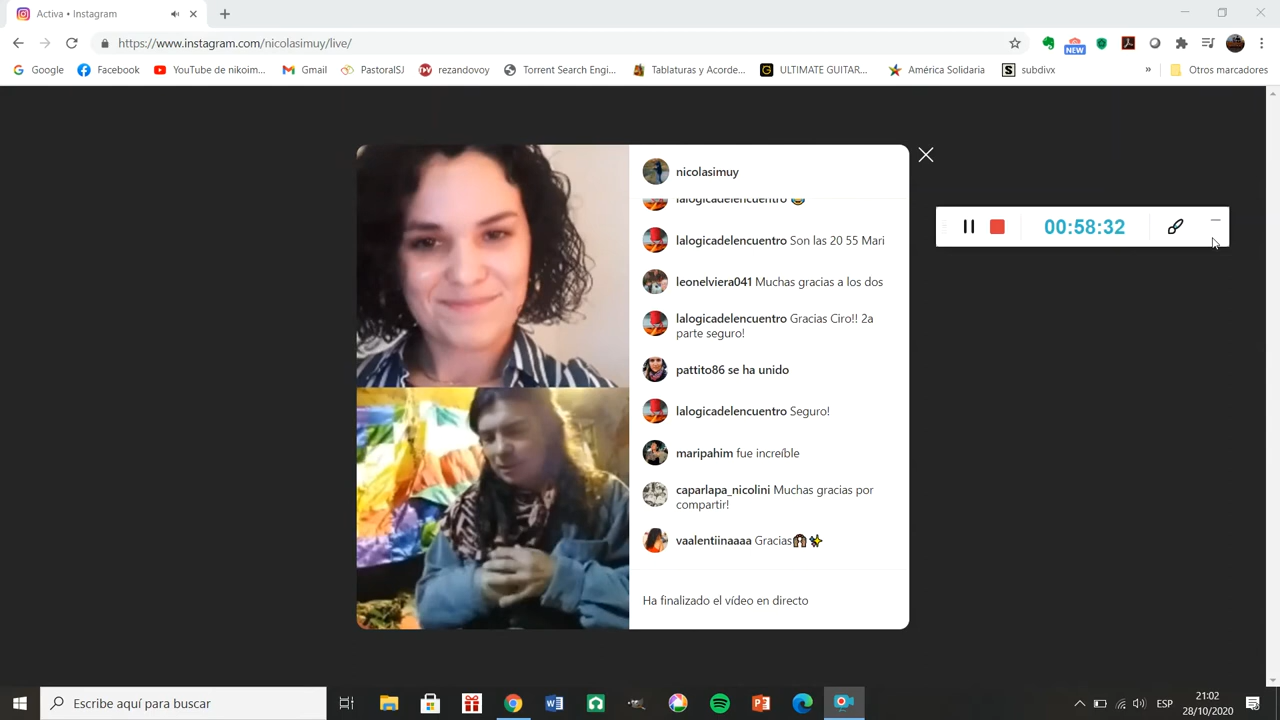 Activa • Instagram
https://www.instagram.com/nicolasimuy/live/
NEW
Google
Facebook
YouTube de nikoim...
Gmail
PastoralSJ
rezandovoy
Torrent Search Engi...
Tablaturas y Acorde...
ULTIMATE GUITAR...
América Solidaria
subdivx
»
Otros marcadores
nicolasimuy
lalogicadelencuentro
lalogicadelencuentro Son las 20 55 Mari
leonelviera041 Muchas gracias a los dos
lalogicadelencuentro Gracias Ciro!! 2a
parte seguro!
pattito86 se ha unido
lalogicadelencuentro Seguro!
maripahim fue increíble
caparlapa_nicolini Muchas gracias por
compartir!
vaalentiinaaaa Gracias
Ha finalizado el vídeo en directo
00:58:32
Escribe aquí para buscar
ESP
21:02
28/10/2020